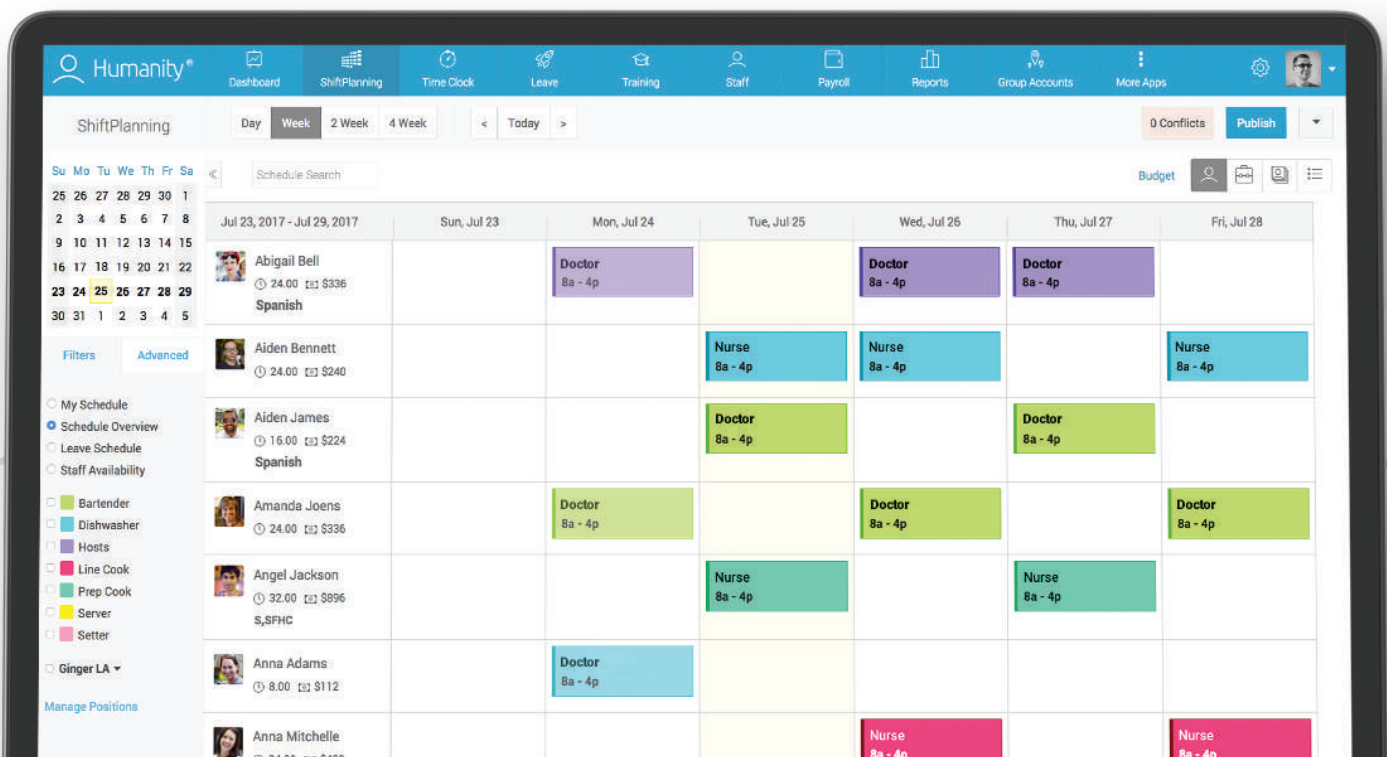 Humanity®
Dashboard ShiftPlanning Time Clock Leave Training Staff Payroll Reports Group Accounts More Apps
ShiftPlanning
Day Week 2 Week 4 Week < Today >
0 Conflicts Publish
Su Mo Tu We Th Fr Sa
25 26 27 28 29 30 1
2 3 4 5 6 7 8
9 10 11 12 13 14 15
16 17 18 19 20 21 22
23 24 25 26 27 28 29
30 31 1 2 3 4 5
Filters Advanced
My Schedule
Schedule Overview
Leave Schedule
Staff Availability
Bartender
Dishwasher
Hosts
Line Cook
Prep Cook
Server
Setter
Ginger LA
Manage Positions
Schedule Search
Budget
Jul 23, 2017 - Jul 29, 2017 Sun, Jul 23 Mon, Jul 24 Tue, Jul 25 Wed, Jul 26 Thu, Jul 27 Fri, Jul 28
Abigail Bell
24.00 $336
Spanish
Doctor Doctor Doctor
8a - 4p 8a - 4p 8a - 4p
Aiden Bennett
24.00 $240
Nurse Nurse Nurse
8a - 4p 8a - 4p 8a - 4p
Aiden James
16.00 $224
Spanish
Doctor Doctor
8a - 4p 8a - 4p
Amanda Joens
24.00 $336
Doctor Doctor Doctor
8a - 4p 8a - 4p 8a - 4p
Angel Jackson
32.00 $896
S,SFHC
Nurse Nurse
8a - 4p 8a - 4p
Anna Adams
8.00 $112
Doctor
8a - 4p
Anna Mitchelle
Nurse Nurse
8a - 4p 8a - 4p